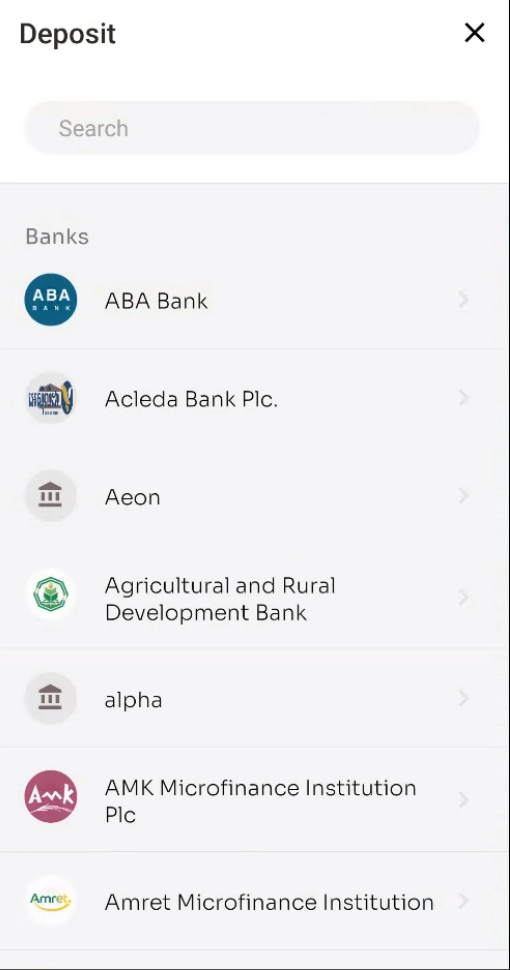 Deposit
Search
Banks
ABA
BANK
ABA Bank
Acleda Bank Plc.
Aeon
Agricultural and Rural
Development Bank
alpha
AMK
AMK Microfinance Institution
Plc
Amret
Amret Microfinance Institution